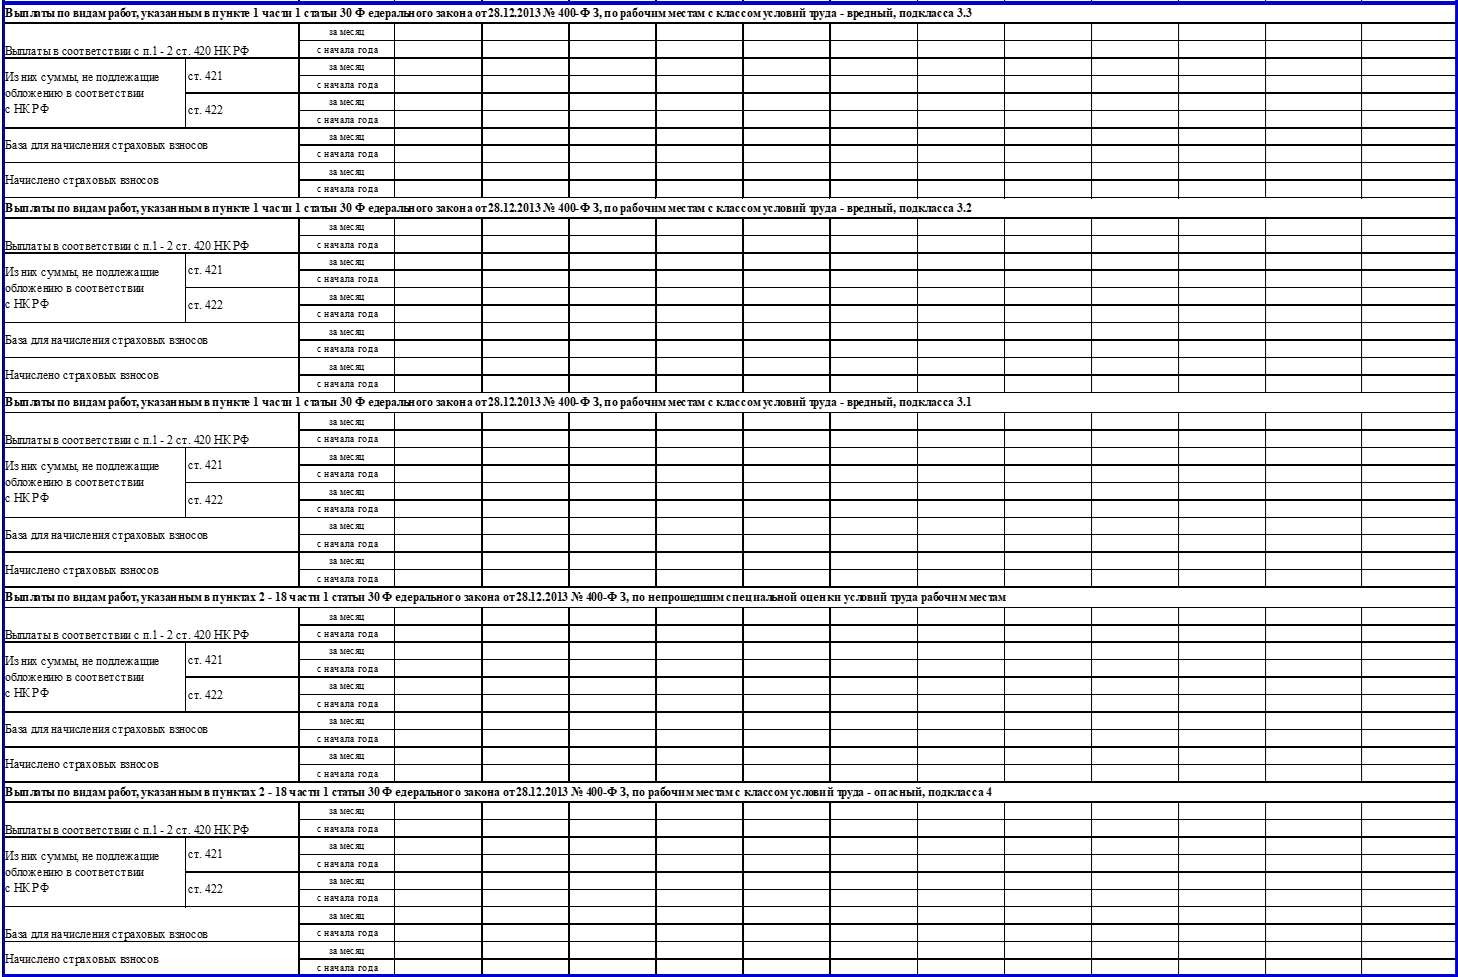 Выплаты по видам работ, указанным в пункте 1 части 1 статьи 30 Федерального закона от 28.12.2013 № 400-ФЗ, по рабочим местам с классом условий труда - вредный, подкласса 3.3
за месяц
Выплаты в соответствии с п.1 - 2 ст. 420 НК РФ
с начала года
Из них суммы, не подлежащие
обложению в соответствии
с НК РФ
ст. 421
за месяц
с начала года
ст. 422
за месяц
с начала года
База для начисления страховых взносов
за месяц
с начала года
Начислено страховых взносов
за месяц
с начала года
Выплаты по видам работ, указанным в пункте 1 части 1 статьи 30 Федерального закона от 28.12.2013 № 400-ФЗ, по рабочим местам с классом условий труда - вредный, подкласса 3.2
за месяц
Выплаты в соответствии с п.1 - 2 ст. 420 НК РФ
с начала года
Из них суммы, не подлежащие
обложению в соответствии
с НК РФ
ст. 421
за месяц
с начала года
ст. 422
за месяц
с начала года
База для начисления страховых взносов
за месяц
с начала года
Начислено страховых взносов
за месяц
с начала года
Выплаты по видам работ, указанным в пункте 1 части 1 статьи 30 Федерального закона от 28.12.2013 № 400-ФЗ, по рабочим местам с классом условий труда - вредный, подкласса 3.1
за месяц
Выплаты в соответствии с п.1 - 2 ст. 420 НК РФ
с начала года
Из них суммы, не подлежащие
обложению в соответствии
с НК РФ
ст. 421
за месяц
с начала года
ст. 422
за месяц
с начала года
База для начисления страховых взносов
за месяц
с начала года
Начислено страховых взносов
за месяц
с начала года
Выплаты по видам работ, указанным в пунктах 2 - 18 части 1 статьи 30 Федерального закона от 28.12.2013 № 400-ФЗ, по непрошедшим специальной оценки условий труда рабочим местам
за месяц
Выплаты в соответствии с п.1 - 2 ст. 420 НК РФ
с начала года
Из них суммы, не подлежащие
обложению в соответствии
с НК РФ
ст. 421
за месяц
с начала года
ст. 422
за месяц
с начала года
База для начисления страховых взносов
за месяц
с начала года
Начислено страховых взносов
за месяц
с начала года
Выплаты по видам работ, указанным в пунктах 2 - 18 части 1 статьи 30 Федерального закона от 28.12.2013 № 400-ФЗ, по рабочим местам с классом условий труда - опасный, подкласса 4
за месяц
Выплаты в соответствии с п.1 - 2 ст. 420 НК РФ
с начала года
Из них суммы, не подлежащие
обложению в соответствии
с НК РФ
ст. 421
за месяц
с начала года
ст. 422
за месяц
с начала года
База для начисления страховых взносов
за месяц
с начала года
Начислено страховых взносов
за месяц
с начала года